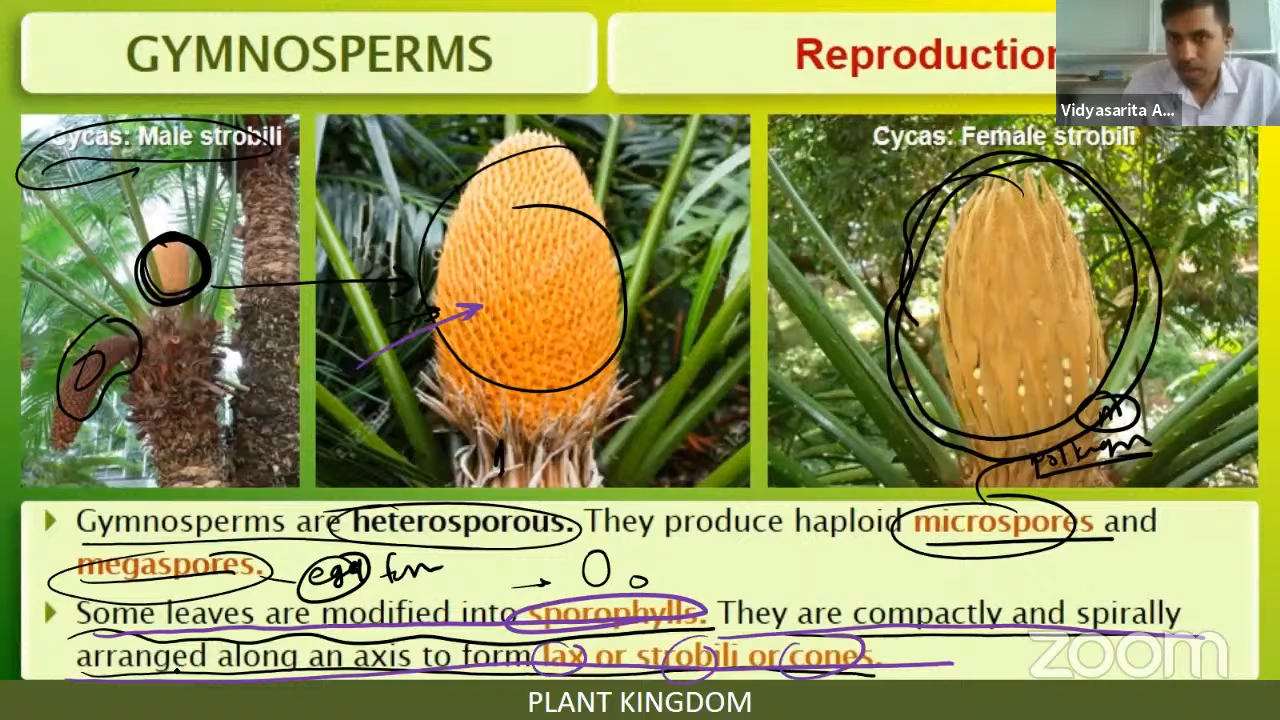 GYMNOSPERMS
Reproduction
Vidyasarita A...
Cycas: Male strobili
Cycas: Female strobili
Gymnosperms are heterosporous. They produce haploid microspores and
megaspores.
egg
Some leaves are modified into sporophylls. They are compactly and spirally
arranged along an axis to form lax or strobili or cones.
zoom
PLANT KINGDOM